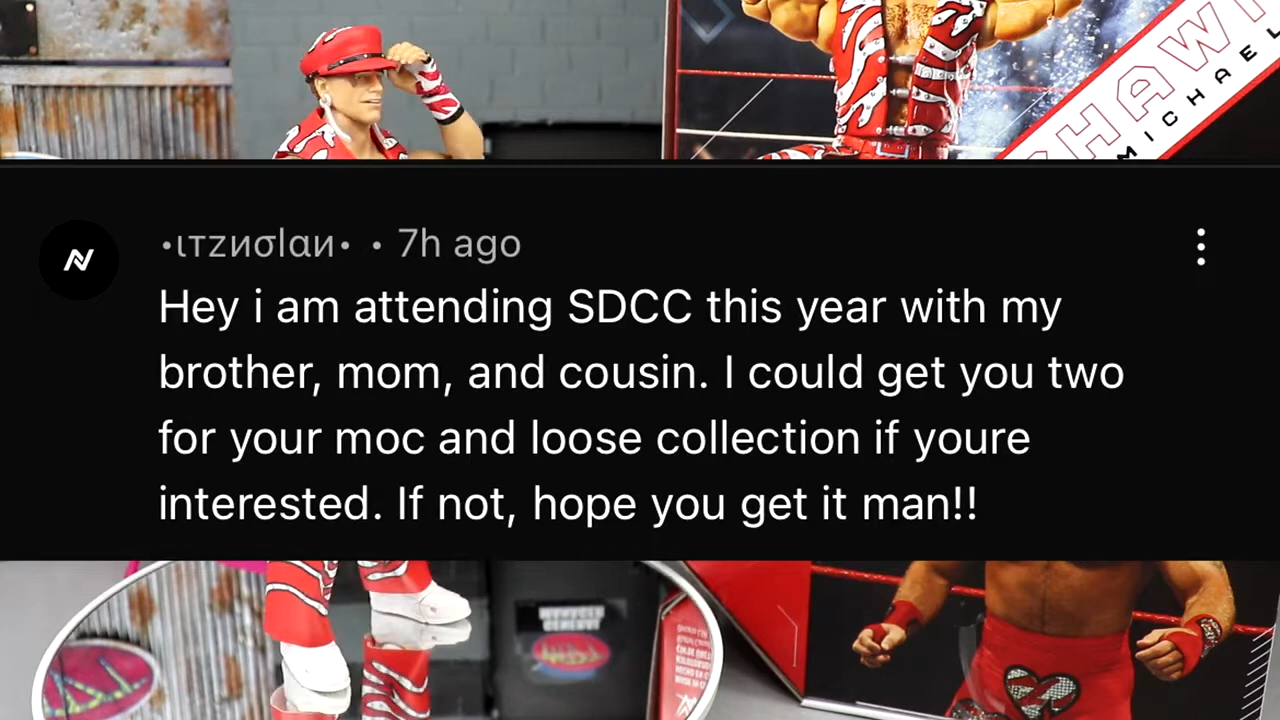 SHAWN
MICHAEL
•ιтzиσlαи• • 7h ago
Hey i am attending SDCC this year with my
brother, mom, and cousin. I could get you two
for your moc and loose collection if youre
interested. If not, hope you get it man!!
RAW